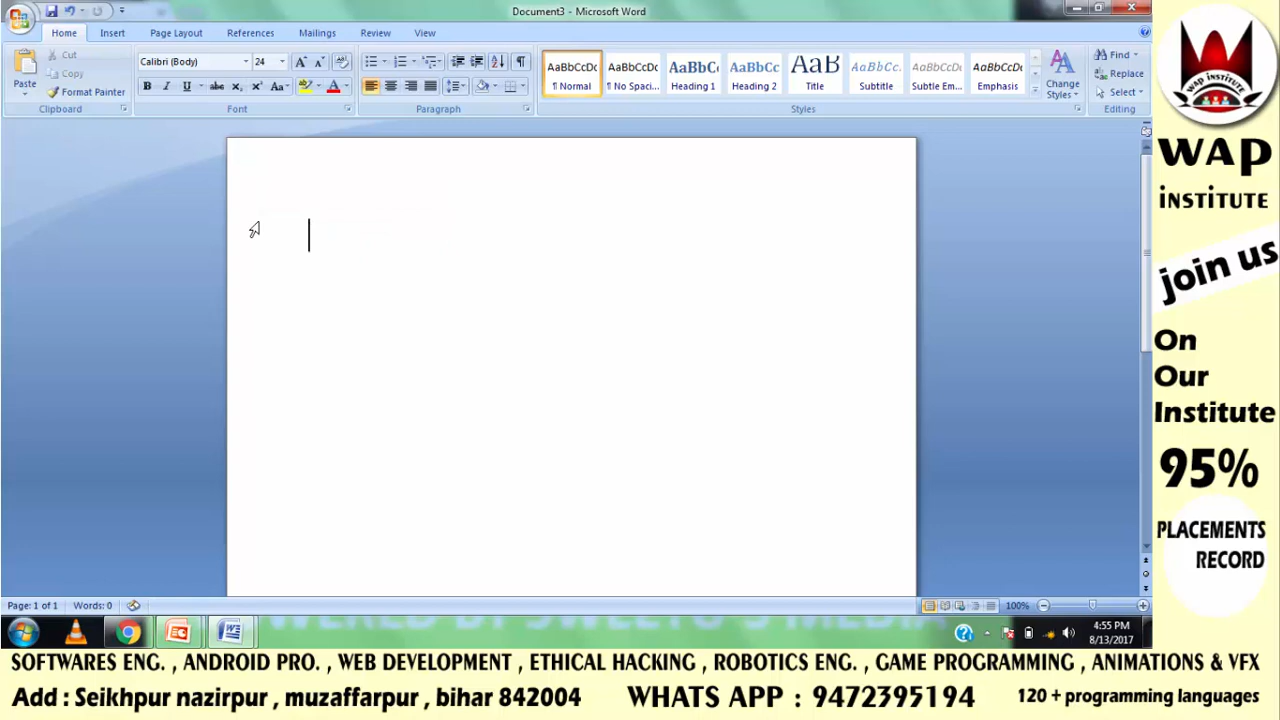 Document3 - Microsoft Word
Home Insert Page Layout References Mailings Review View
Paste
Cut
Copy
Format Painter
Clipboard
Calibri (Body) 24
B I U abc X₂ X² Aa
Font
Paragraph
AaBbCcDc AaBbCcDc AaBbCc AaBbCc AaB AaBbCc. AaBbCcDc AaBbCcDc
¶ Normal ¶ No Spaci... Heading 1 Heading 2 Title Subtitle Subtle Em... Emphasis
Change
Styles
Styles
Find
Replace
Select
Editing
Page: 1 of 1 Words: 0
100%
4:55 PM
8/13/2017
wap institute
WAP
INSTITUTE
join us
On
Our
Institute
95%
PLACEMENTS
RECORD
SOFTWARES ENG. , ANDROID PRO. , WEB DEVELOPMENT , ETHICAL HACKING , ROBOTICS ENG. , GAME PROGRAMMING , ANIMATIONS & VFX
Add : Seikhpur nazirpur , muzaffarpur , bihar 842004 WHATS APP : 9472395194 120 + programming languages